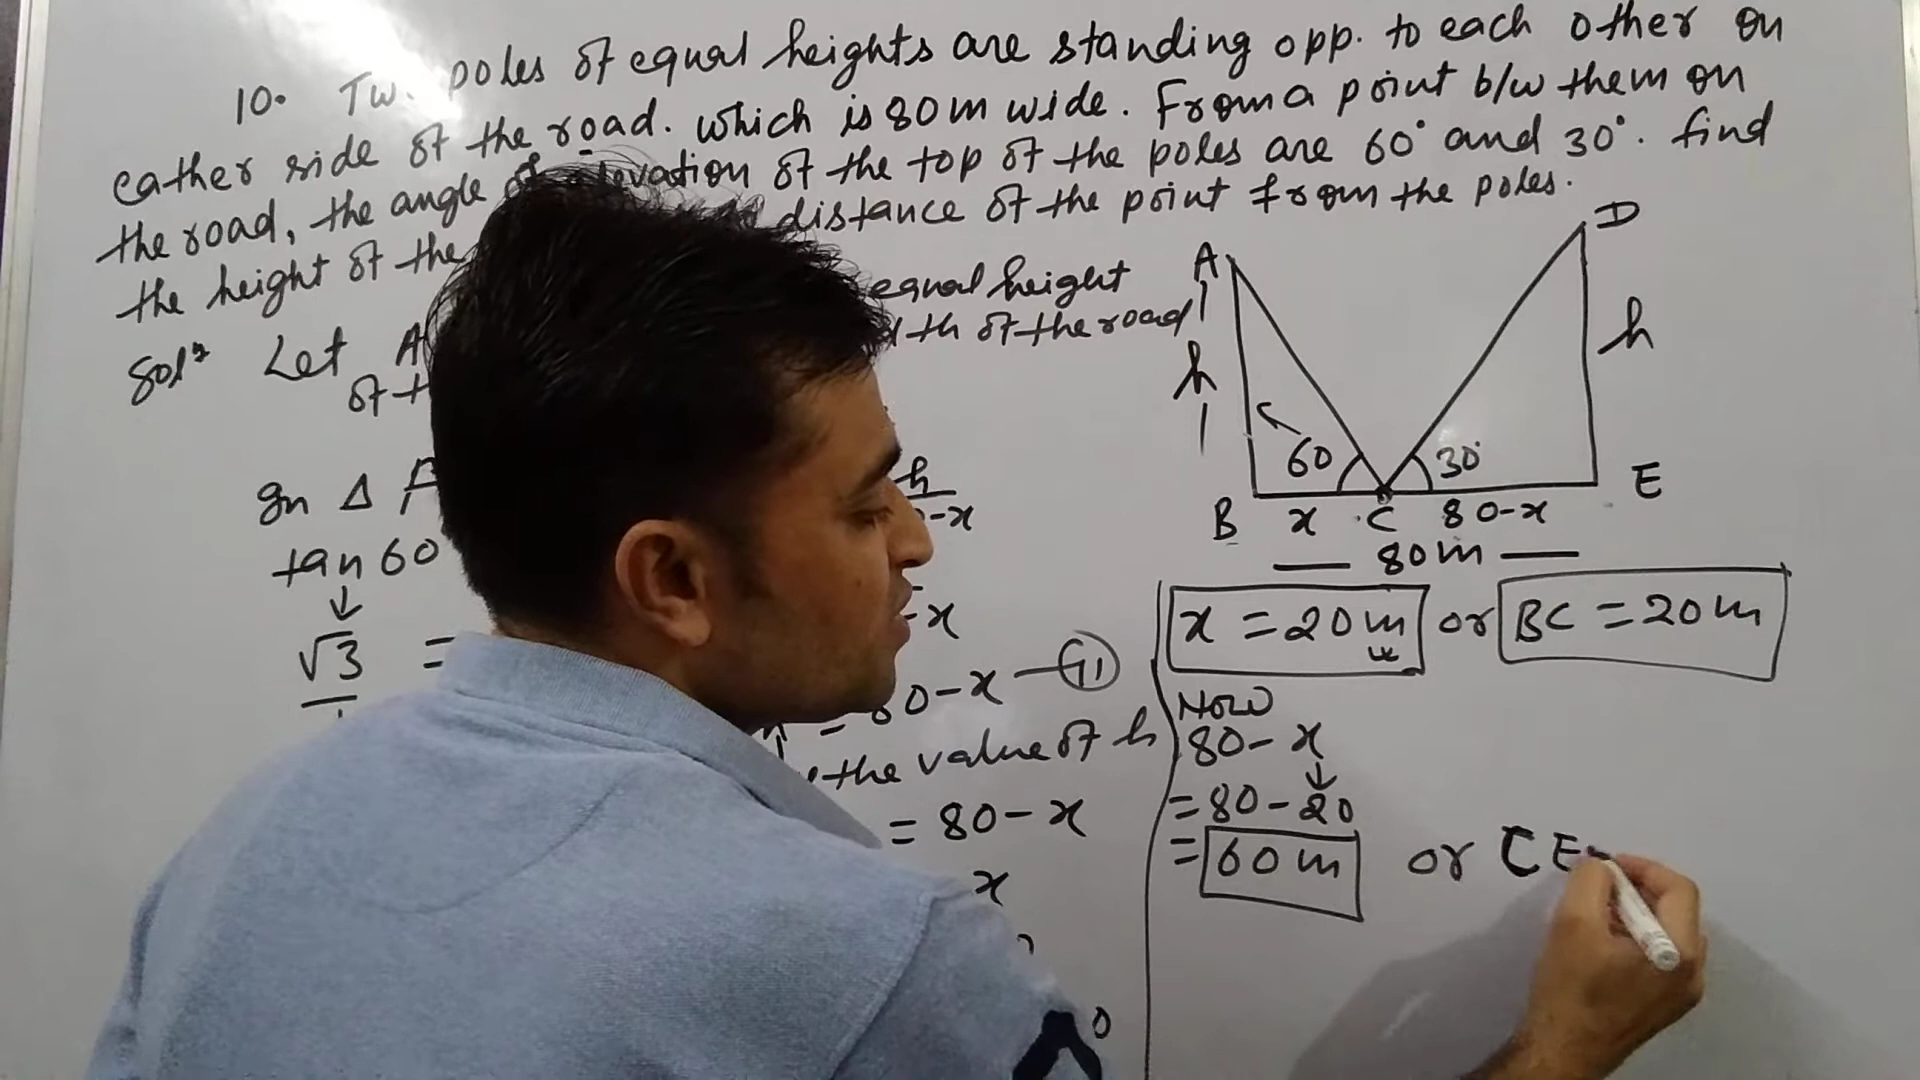 10. Tw. poles of equal heights are standing opp. to each other on
eather side of the road. which is 80m wide. From a point b/w them on
the road, the angle of elevation of the top of the poles are 60° and 30°. find
the height of the distance of the point from the poles.
Sol^n Let A equal height
of th dth of the road
In Δ h
-x
tan 60
↓
√3 = -x
80-x —(ii)
the value of h
= 80-x
x
0
A D
h h
60 30°
B x C 80-x E
80m
x = 20m or BC = 20m
Now
80-x
↓
= 80-20
= 60m or CE